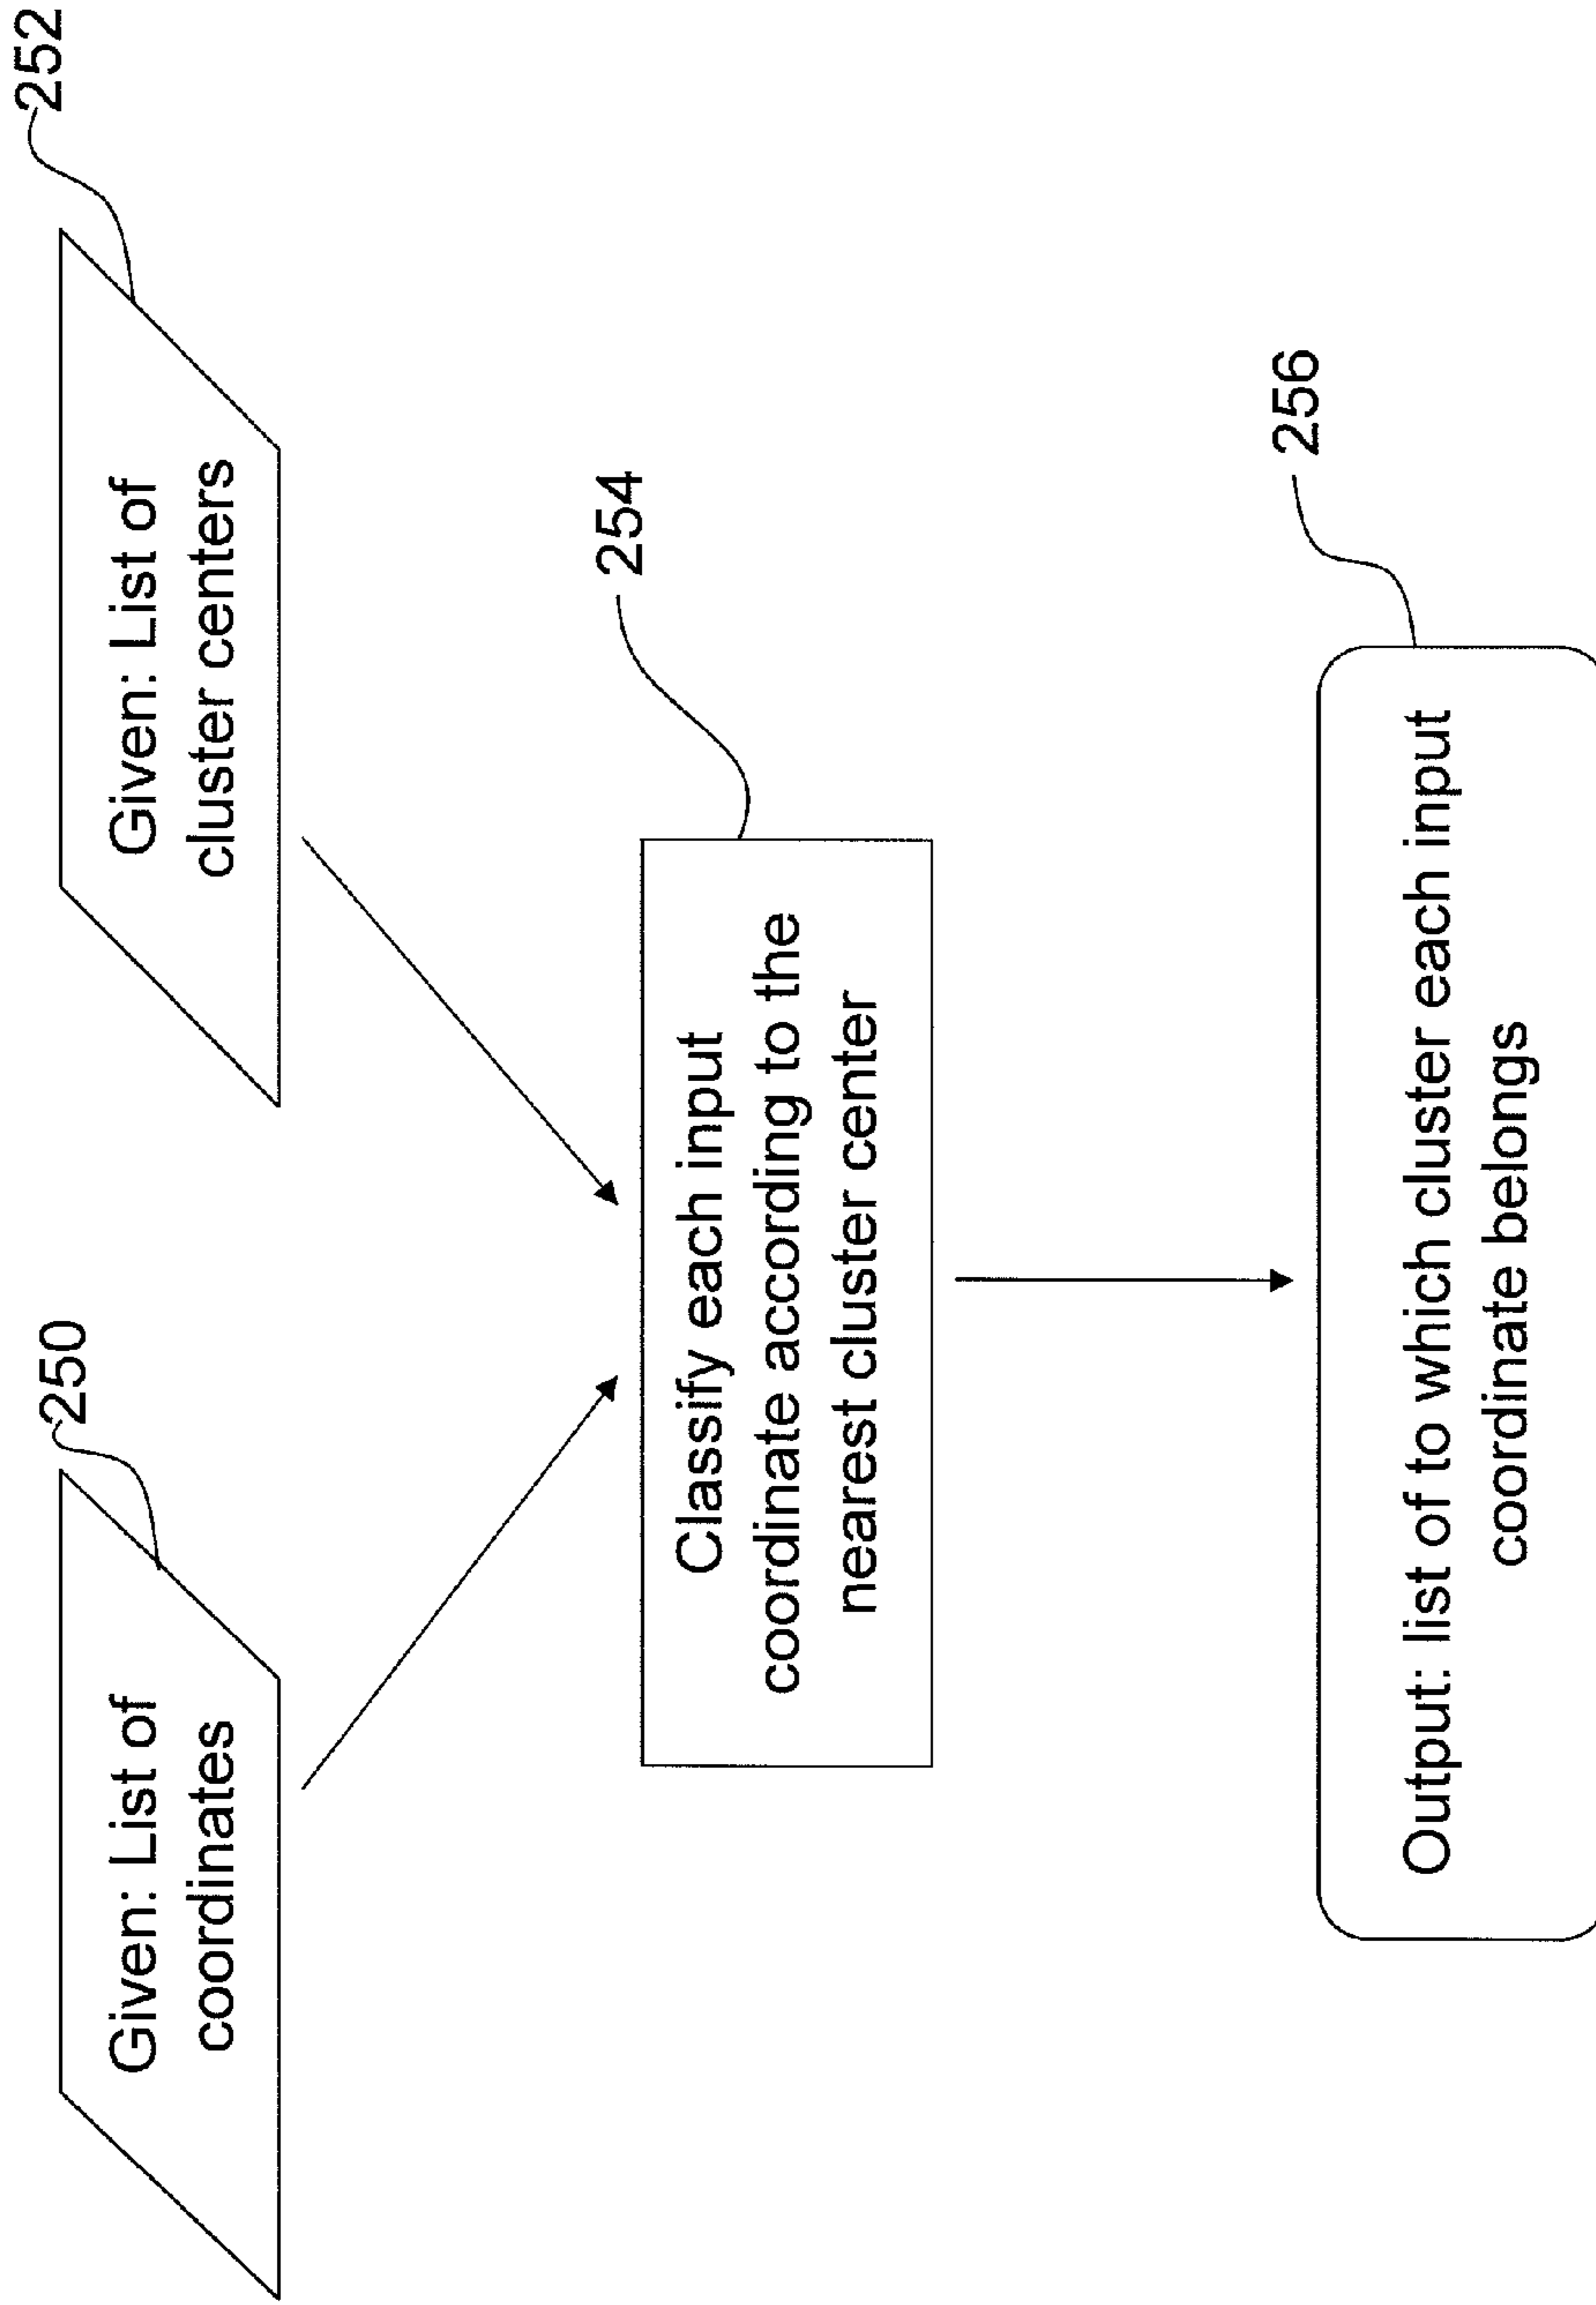 250
Given: List of
coordinates
252
Given: List of
cluster centers
254
Classify each input
coordinate according to the
nearest cluster center
256
Output: list of to which cluster each input
coordinate belongs